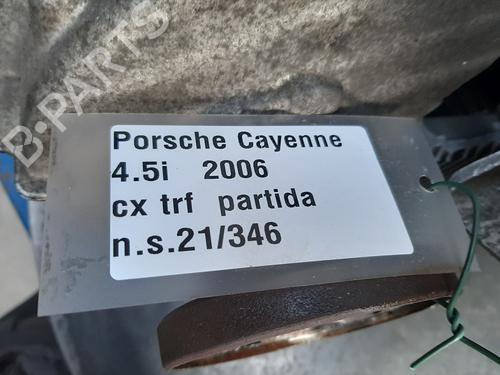 B-PARTS
Porsche Cayenne
4.5i 2006
cx trf partida
n.s.21/346